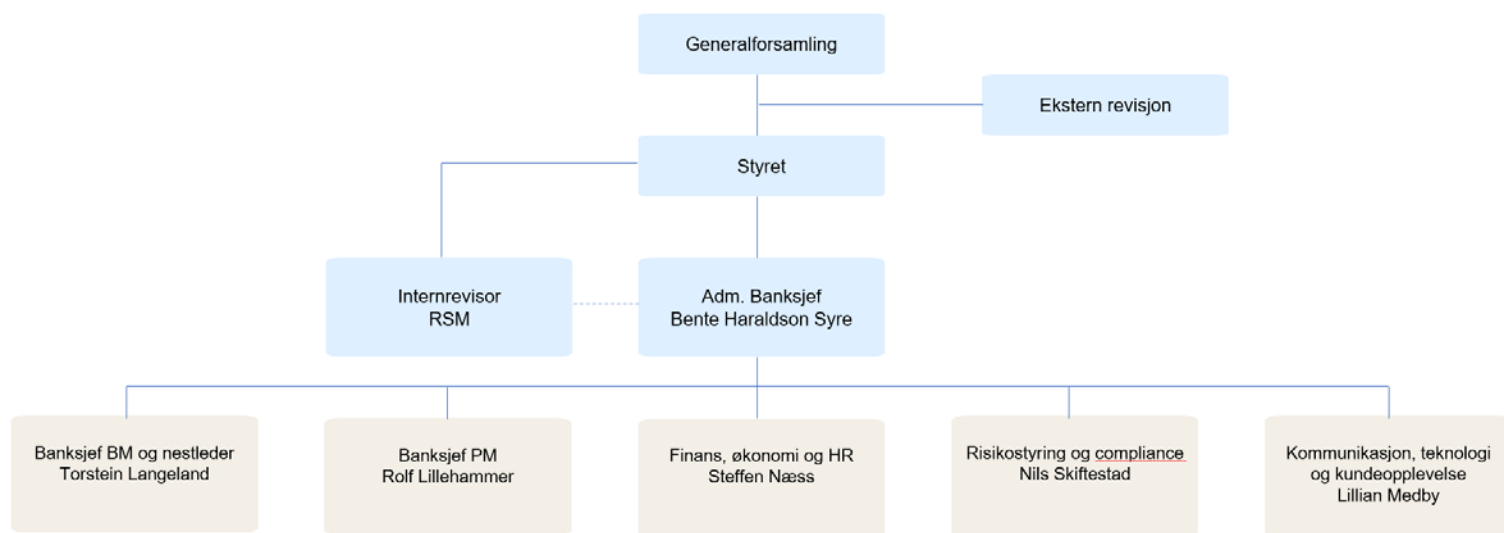 Generalforsamling
Ekstern revisjon
Styret
Internrevisor
RSM
Adm. Banksjef
Bente Haraldson Syre
Banksjef BM og nestleder
Torstein Langeland
Banksjef PM
Rolf Lillehammer
Finans, økonomi og HR
Steffen Næss
Risikostyring og compliance
Nils Skiftestad
Kommunikasjon, teknologi
og kundeopplevelse
Lillian Medby